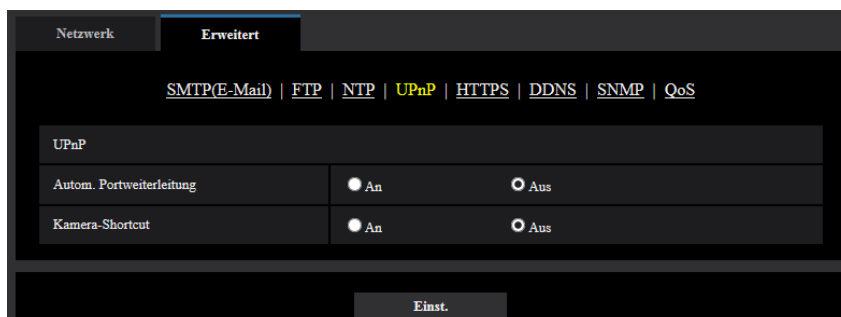 Netzwerk Erweitert
SMTP(E-Mail) | FTP | NTP | UPnP | HTTPS | DDNS | SNMP | QoS
UPnP
Autom. Portweiterleitung An Aus
Kamera-Shortcut An Aus
Einst.